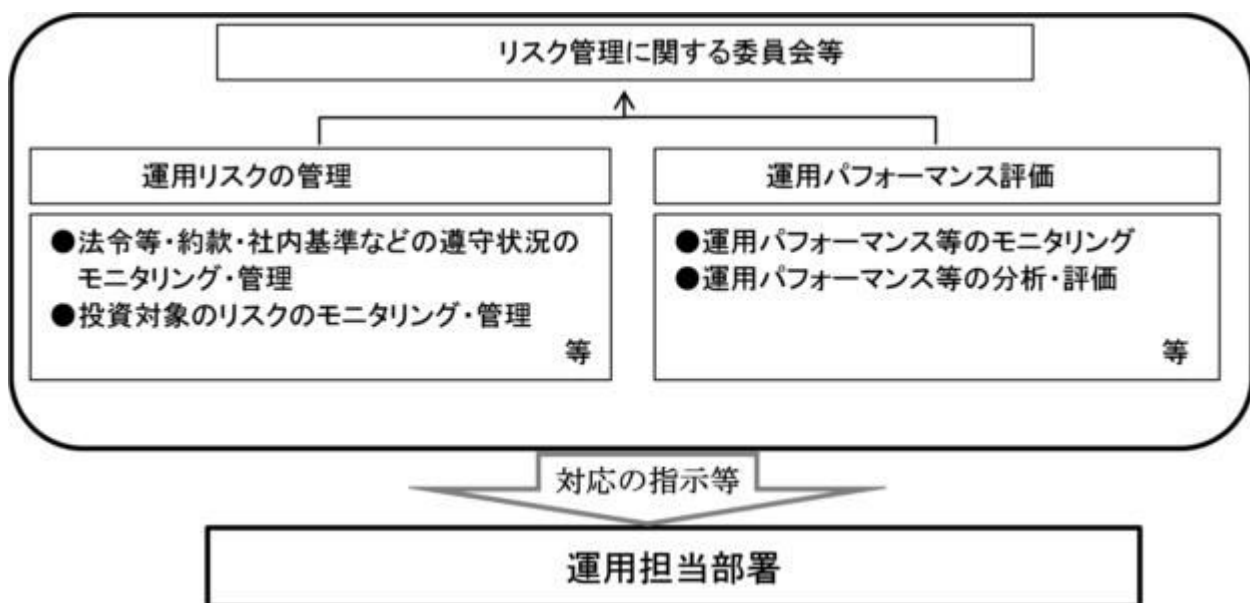 リスク管理に関する委員会等
運用リスクの管理
●法令等・約款・社内基準などの遵守状況の
モニタリング・管理
●投資対象のリスクのモニタリング・管理
等
運用パフォーマンス評価
●運用パフォーマンス等のモニタリング
●運用パフォーマンス等の分析・評価
等
対応の指示等
運用担当部署